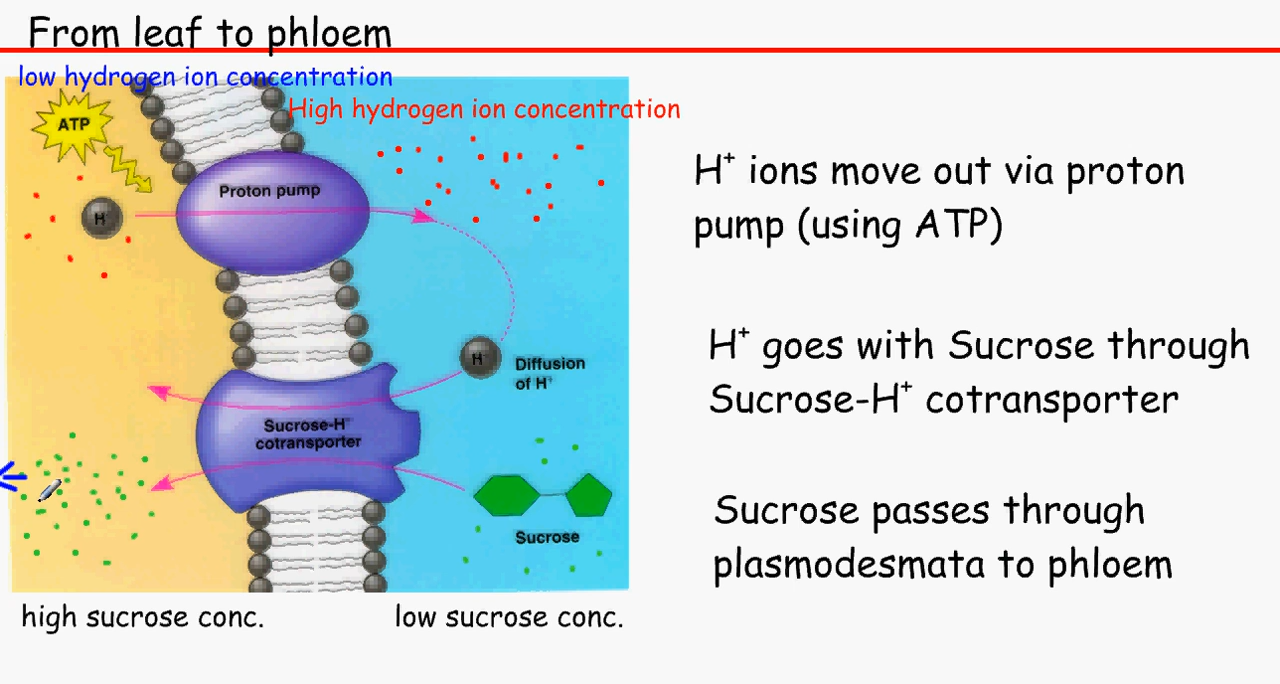 From leaf to phloem
low hydrogen ion concentration
High hydrogen ion concentration
ATP
Proton pump
H
H⁺ ions move out via proton
pump (using ATP)
H
Diffusion
of H⁺
H⁺ goes with Sucrose through
Sucrose-H⁺ cotransporter
Sucrose-H⁺
cotransporter
Sucrose
Sucrose passes through
plasmodesmata to phloem
high sucrose conc.
low sucrose conc.